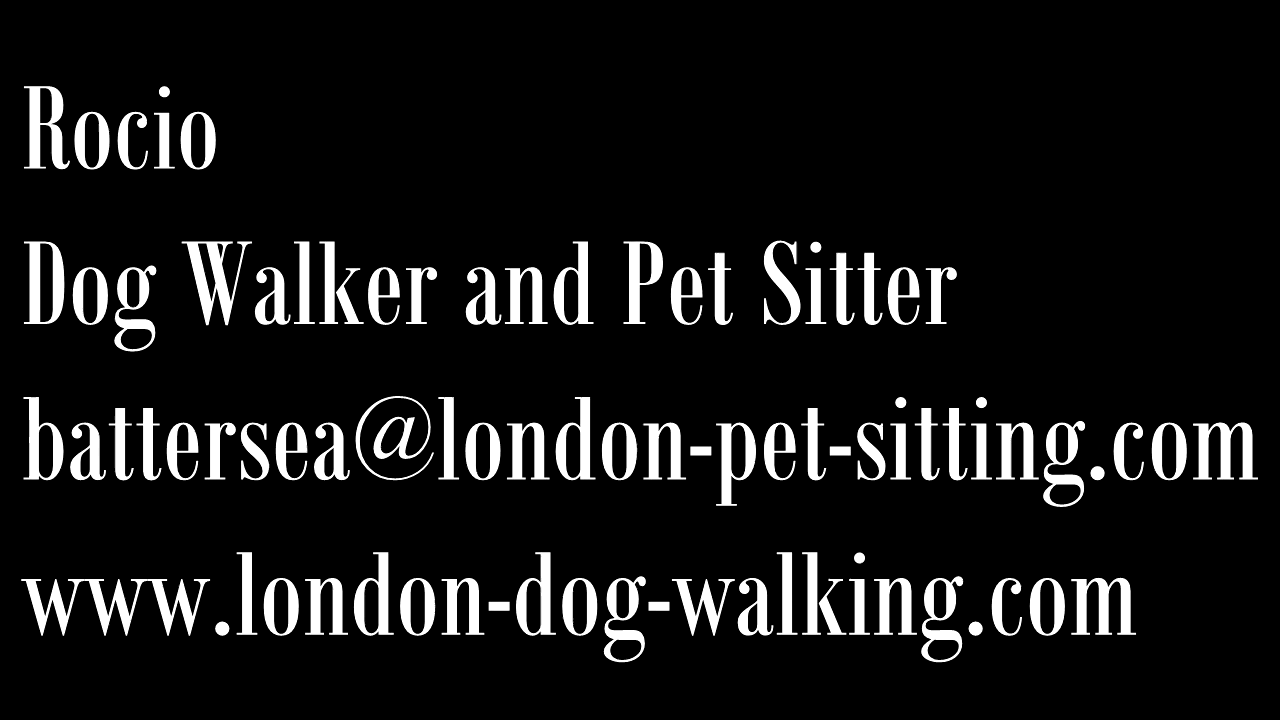 Rocio
Dog Walker and Pet Sitter
battersea@london-pet-sitting.com
www.london-dog-walking.com